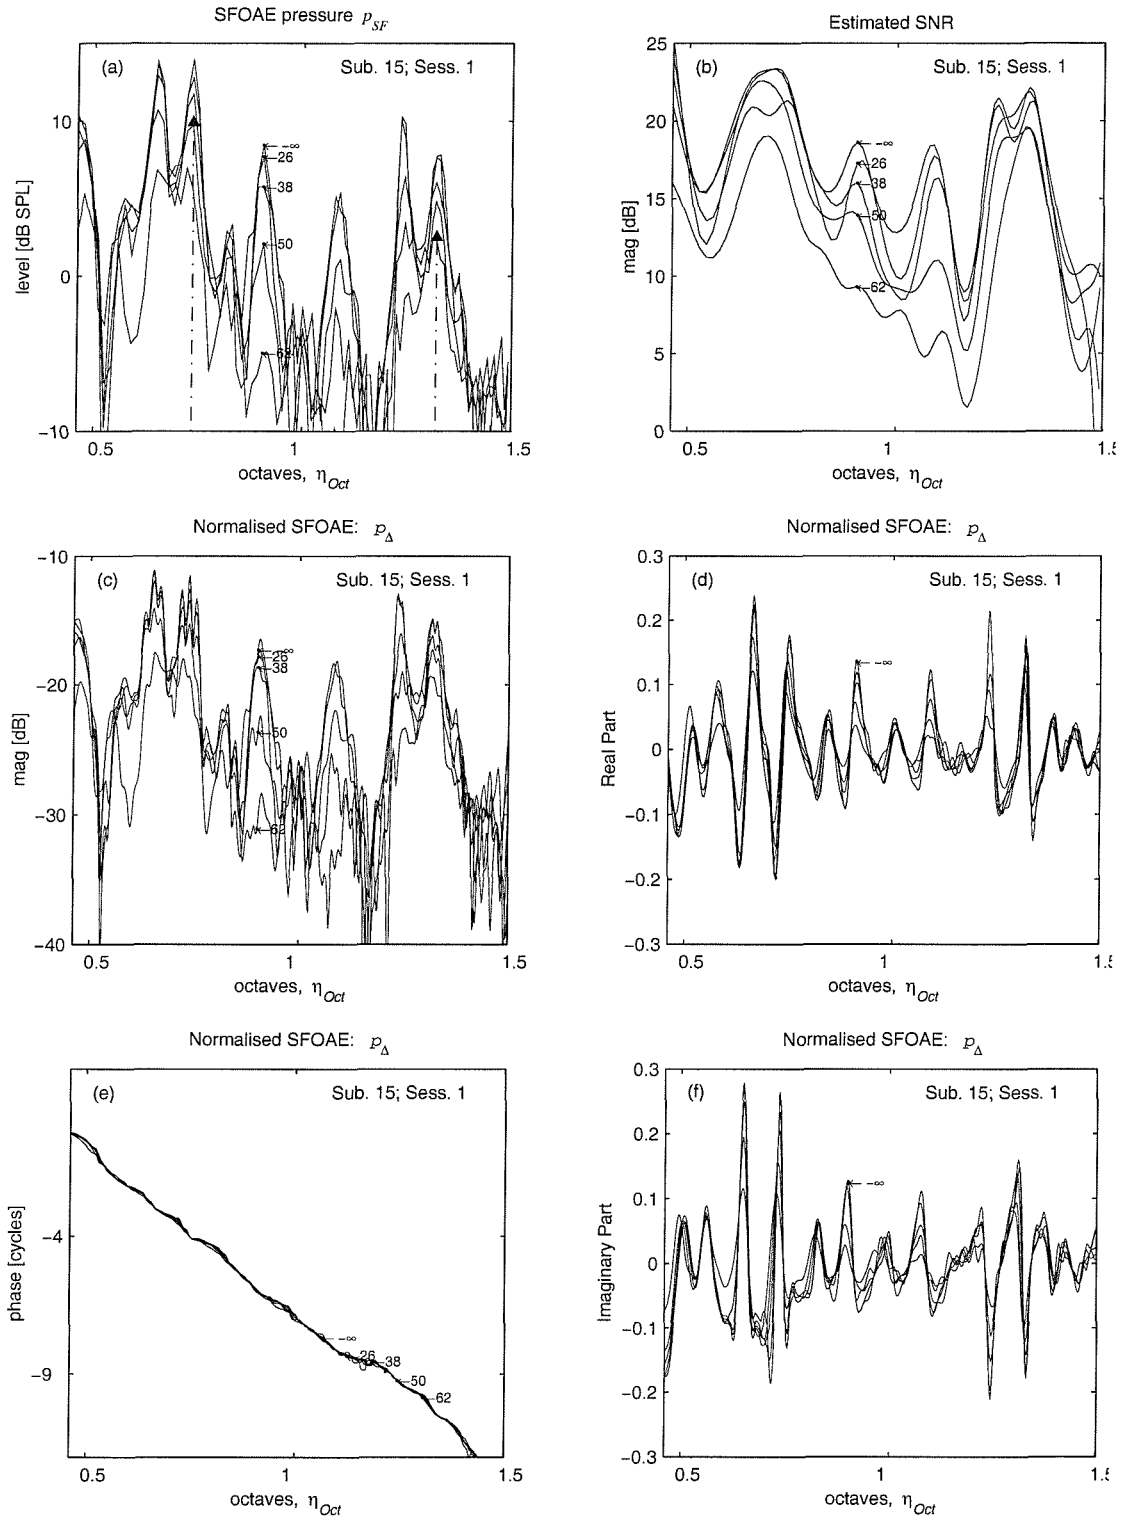 SFOAE pressure p_SF
(a)
Sub. 15; Sess. 1
10
0
−10
level [dB SPL]
−∞
26
38
50
62
0.5
1
1.5
octaves, η_Oct
Estimated SNR
(b)
Sub. 15; Sess. 1
25
20
15
10
5
0
mag [dB]
−∞
26
38
50
62
0.5
1
octaves, η_Oct
Normalised SFOAE: p_Δ
(c)
Sub. 15; Sess. 1
−10
−20
−30
−40
mag [dB]
−∞
26
38
50
62
0.5
1
1.5
octaves, η_Oct
Normalised SFOAE: p_Δ
(d)
Sub. 15; Sess. 1
0.3
0.2
0.1
0
−0.1
−0.2
−0.3
Real Part
−∞
0.5
1
octaves, η_Oct
Normalised SFOAE: p_Δ
(e)
Sub. 15; Sess. 1
−4
−9
phase [cycles]
−∞
26
38
50
62
0.5
1
1.5
octaves, η_Oct
Normalised SFOAE: p_Δ
(f)
Sub. 15; Sess. 1
0.3
0.2
0.1
0
−0.1
−0.2
−0.3
Imaginary Part
−∞
0.5
1
octaves, η_Oct